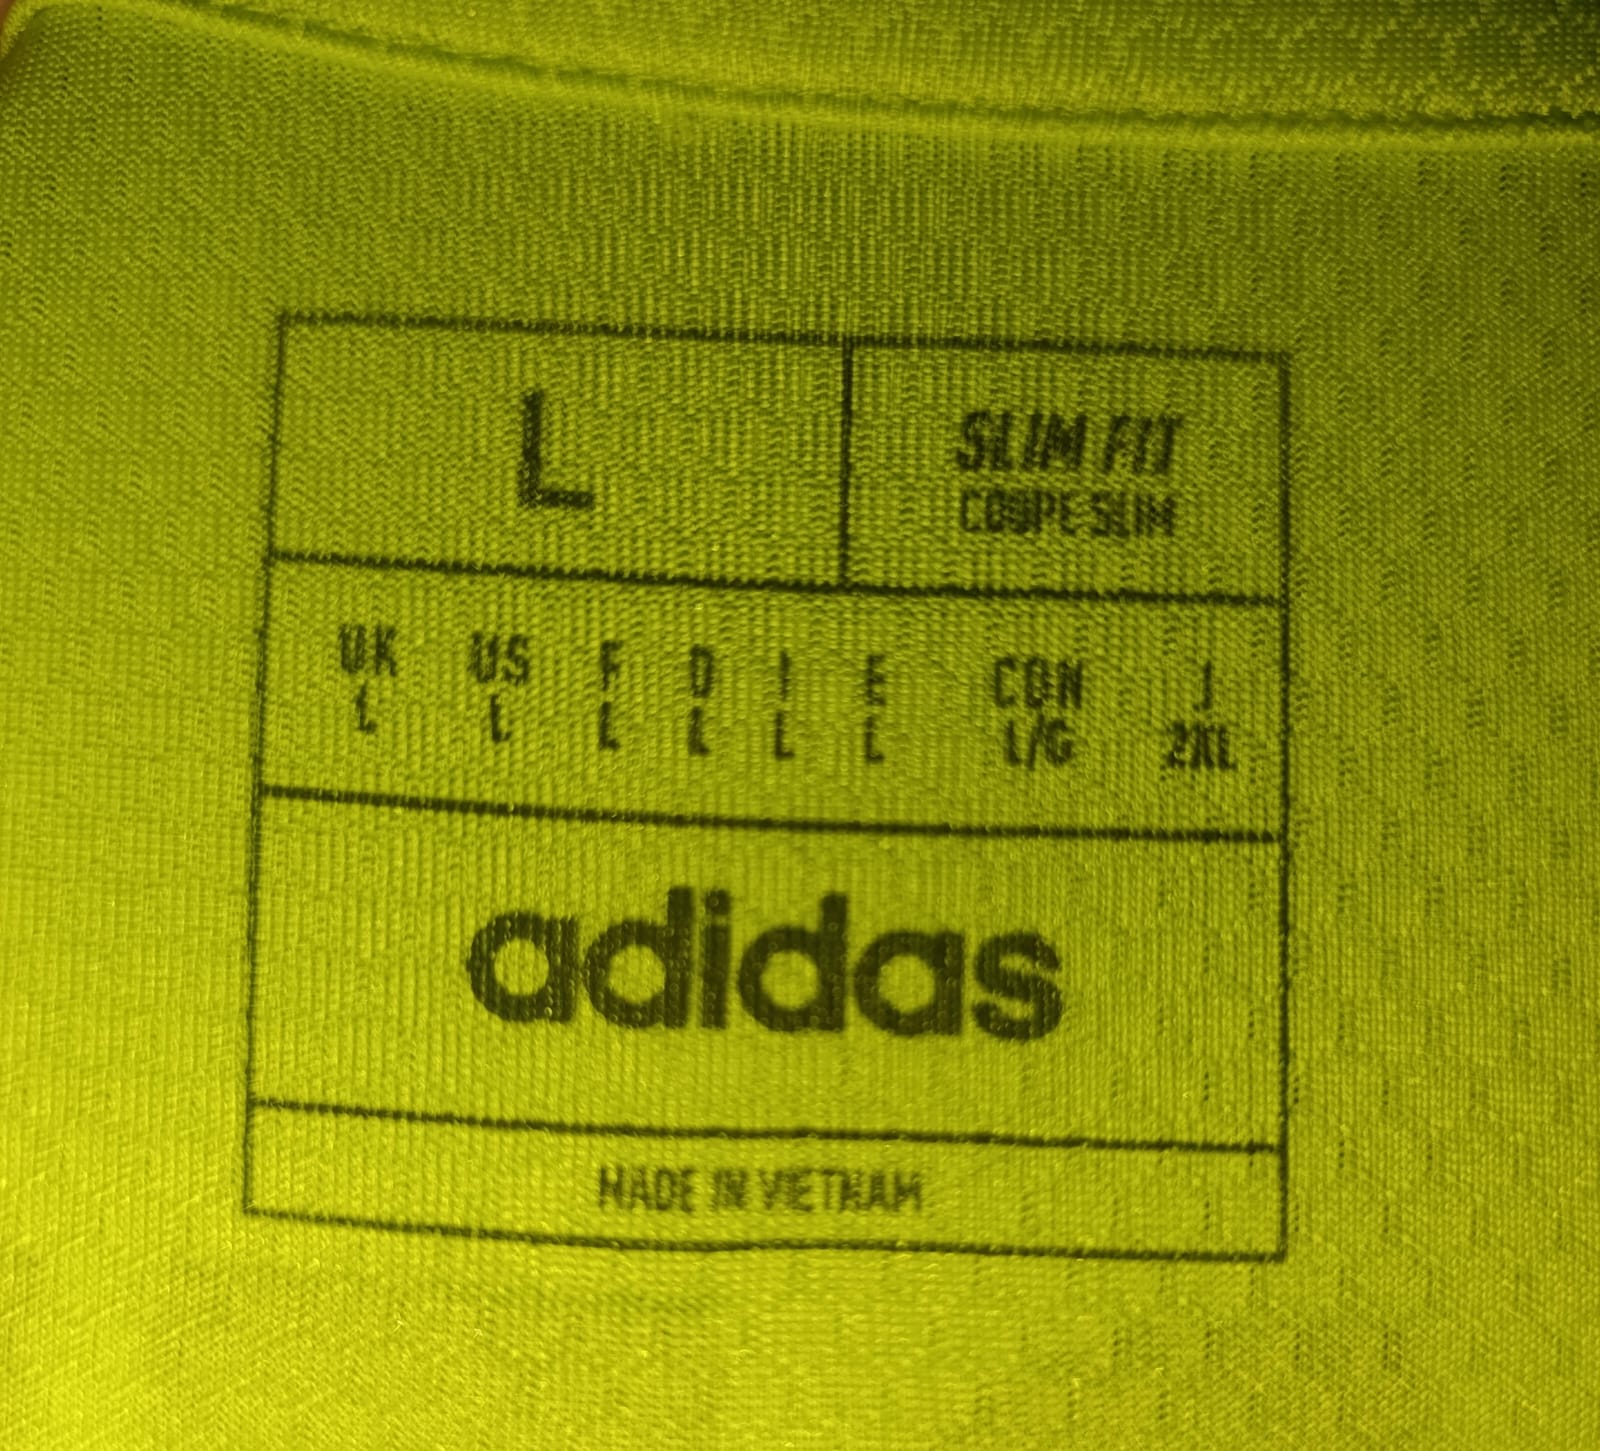 L
SLIM FIT
COUPE SLIM
UK US F D I E CDN J
L L L L L L L/G 2XL
adidas
MADE IN VIETNAM